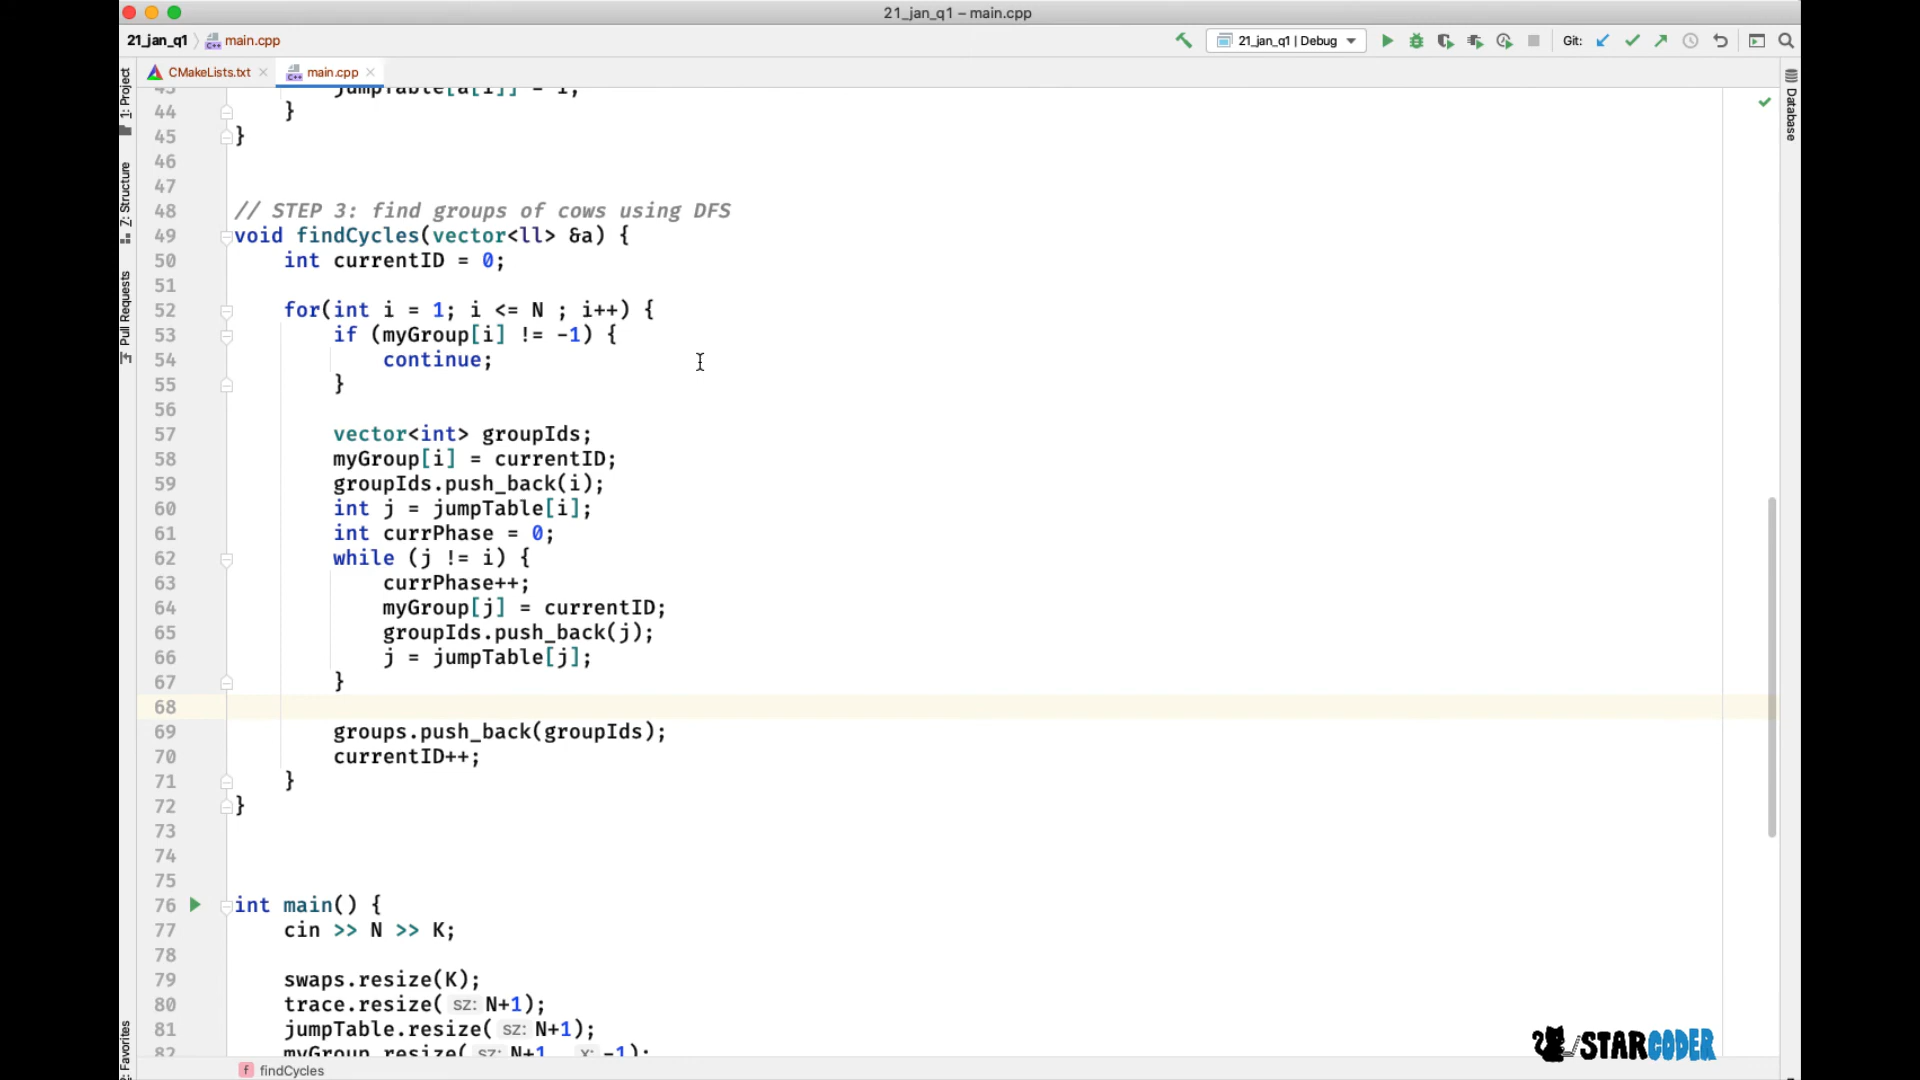 21_jan_q1 – main.cpp
21_jan_q1 main.cpp 21_jan_q1 | Debug Git:
CMakeLists.txt main.cpp
1: Project
Z: Structure
Pull Requests
Favorites
Database
43 jumpTable[a[i]] = i;
44 }
45 }
46
47
48 // STEP 3: find groups of cows using DFS
49 void findCycles(vector<ll> &a) {
50 int currentID = 0;
51
52 for(int i = 1; i <= N ; i++) {
53 if (myGroup[i] != -1) {
54 continue;
55 }
56
57 vector<int> groupIds;
58 myGroup[i] = currentID;
59 groupIds.push_back(i);
60 int j = jumpTable[i];
61 int currPhase = 0;
62 while (j != i) {
63 currPhase++;
64 myGroup[j] = currentID;
65 groupIds.push_back(j);
66 j = jumpTable[j];
67 }
68
69 groups.push_back(groupIds);
70 currentID++;
71 }
72 }
73
74
75
76 int main() {
77 cin >> N >> K;
78
79 swaps.resize(K);
80 trace.resize( sz: N+1);
81 jumpTable.resize( sz: N+1);
82 myGroup.resize( sz: N+1, x: -1);
f findCycles
STARCODER